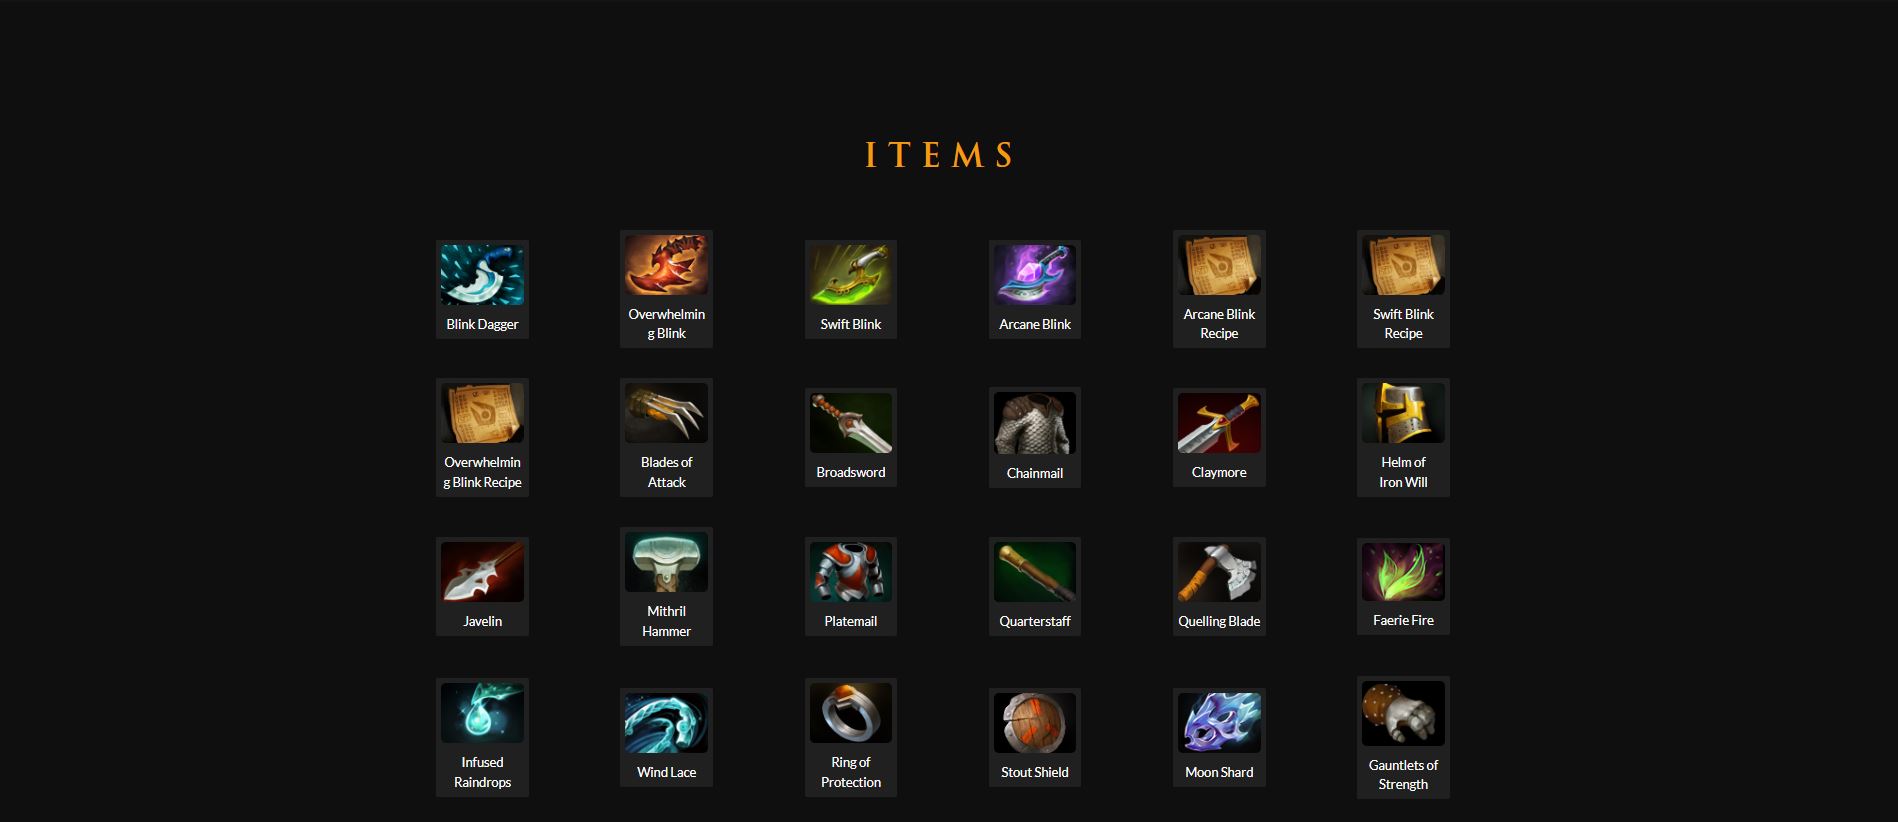 ITEMS
Blink Dagger
Overwhelmin
g Blink
Swift Blink
Arcane Blink
Arcane Blink
Recipe
Swift Blink
Recipe
Overwhelmin
g Blink Recipe
Blades of
Attack
Broadsword
Chainmail
Claymore
Helm of
Iron Will
Javelin
Mithril
Hammer
Platemail
Quarterstaff
Quelling Blade
Faerie Fire
Infused
Raindrops
Wind Lace
Ring of
Protection
Stout Shield
Moon Shard
Gauntlets of
Strength